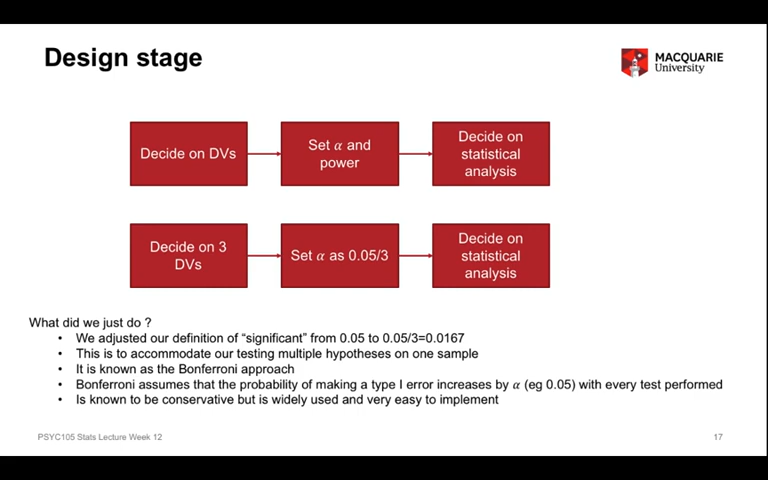 Design stage
MACQUARIE
University
Decide on DVs
Set α and
power
Decide on
statistical
analysis
Decide on 3
DVs
Set α as 0.05/3
Decide on
statistical
analysis
What did we just do ?
• We adjusted our definition of “significant” from 0.05 to 0.05/3=0.0167
• This is to accommodate our testing multiple hypotheses on one sample
• It is known as the Bonferroni approach
• Bonferroni assumes that the probability of making a type I error increases by α (eg 0.05) with every test performed
• Is known to be conservative but is widely used and very easy to implement
PSYC105 Stats Lecture Week 12
17